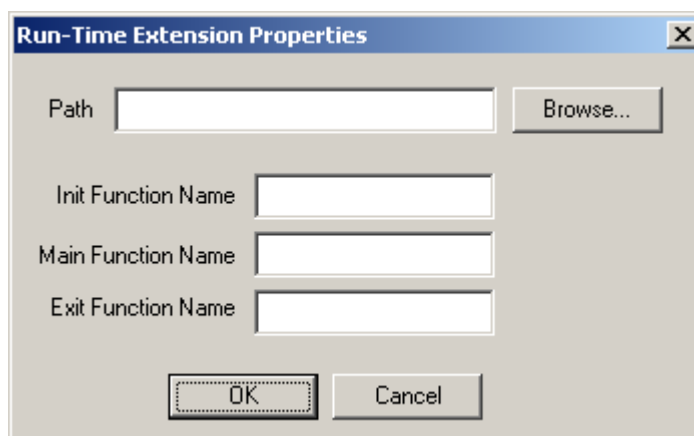 Run-Time Extension Properties
Path Browse...
Init Function Name
Main Function Name
Exit Function Name
OK Cancel